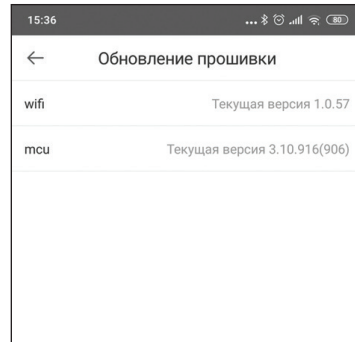 15:36 ... 80
Обновление прошивки
wifi Текущая версия 1.0.57
mcu Текущая версия 3.10.916(906)